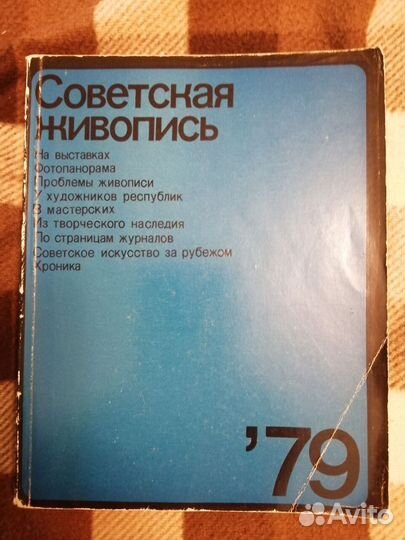 Советская
живопись
На выставках
Фотопанорама
Проблемы живописи
У художников республик
В мастерских
Из творческого наследия
По страницам журналов
Советское искусство за рубежом
Хроника
'79
Avito